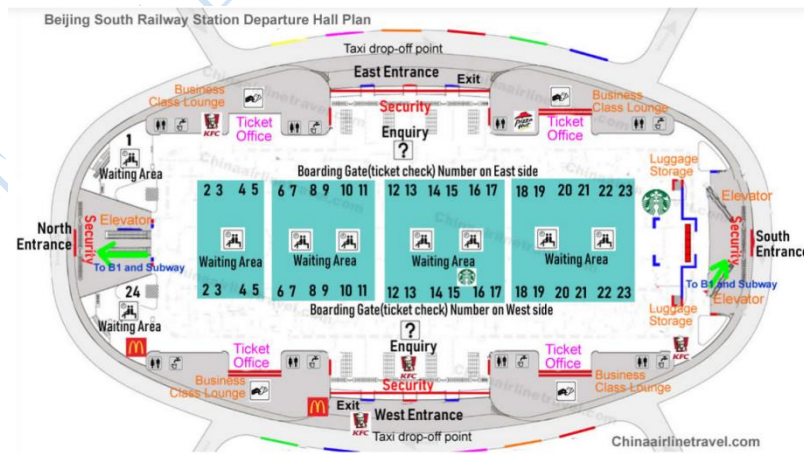 Beijing South Railway Station Departure Hall Plan
Taxi drop-off point
East Entrance
Exit
Business
Class Lounge
Business
Class Lounge
Security
KFC
Ticket
Office
Enquiry
?
Pizza Hut
Ticket
Office
1
Waiting Area
Boarding Gate(ticket check) Number on East side
Luggage
Storage
2 3 4 5 6 7 8 9 10 11 12 13 14 15 16 17 18 19 20 21 22 23
Elevator
Elevator
North
Entrance
Security
Security
South
Entrance
Waiting Area
Waiting Area
Waiting Area
Waiting Area
To B1 and Subway
To B1 and Subway
24
Waiting Area
2 3 4 5 6 7 8 9 10 11 12 13 14 15 16 17 18 19 20 21 22 23
Elevator
Boarding Gate(ticket check) Number on West side
Luggage
Storage
?
Enquiry
Ticket
Office
KFC
Ticket
Office
KFC
Business
Class Lounge
Security
Business
Class Lounge
Exit
West Entrance
KFC
Taxi drop-off point
Chinaairlinetravel.com